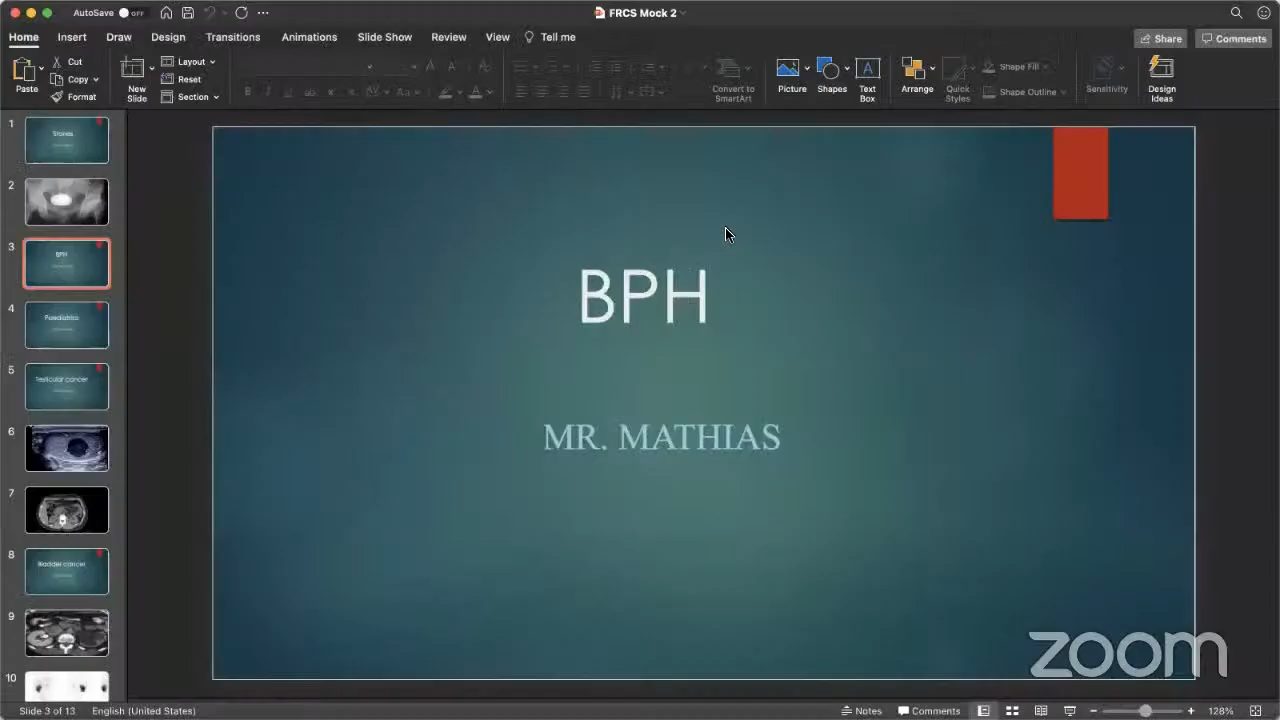 AutoSave OFF
FRCS Mock 2
Home Insert Draw Design Transitions Animations Slide Show Review View Tell me
Share Comments
Paste
Cut
Copy
Format
New Slide
Layout
Reset
Section
Convert to SmartArt
Picture
Shapes
Text Box
Arrange
Quick Styles
Shape Fill
Shape Outline
Sensitivity
Design Ideas
1
Stones
2
3
BPH
4
Paediatrics
5
Testicular cancer
6
7
8
Bladder cancer
9
10
BPH
MR. MATHIAS
zoom
Slide 3 of 13 English (United States) Notes Comments 128%